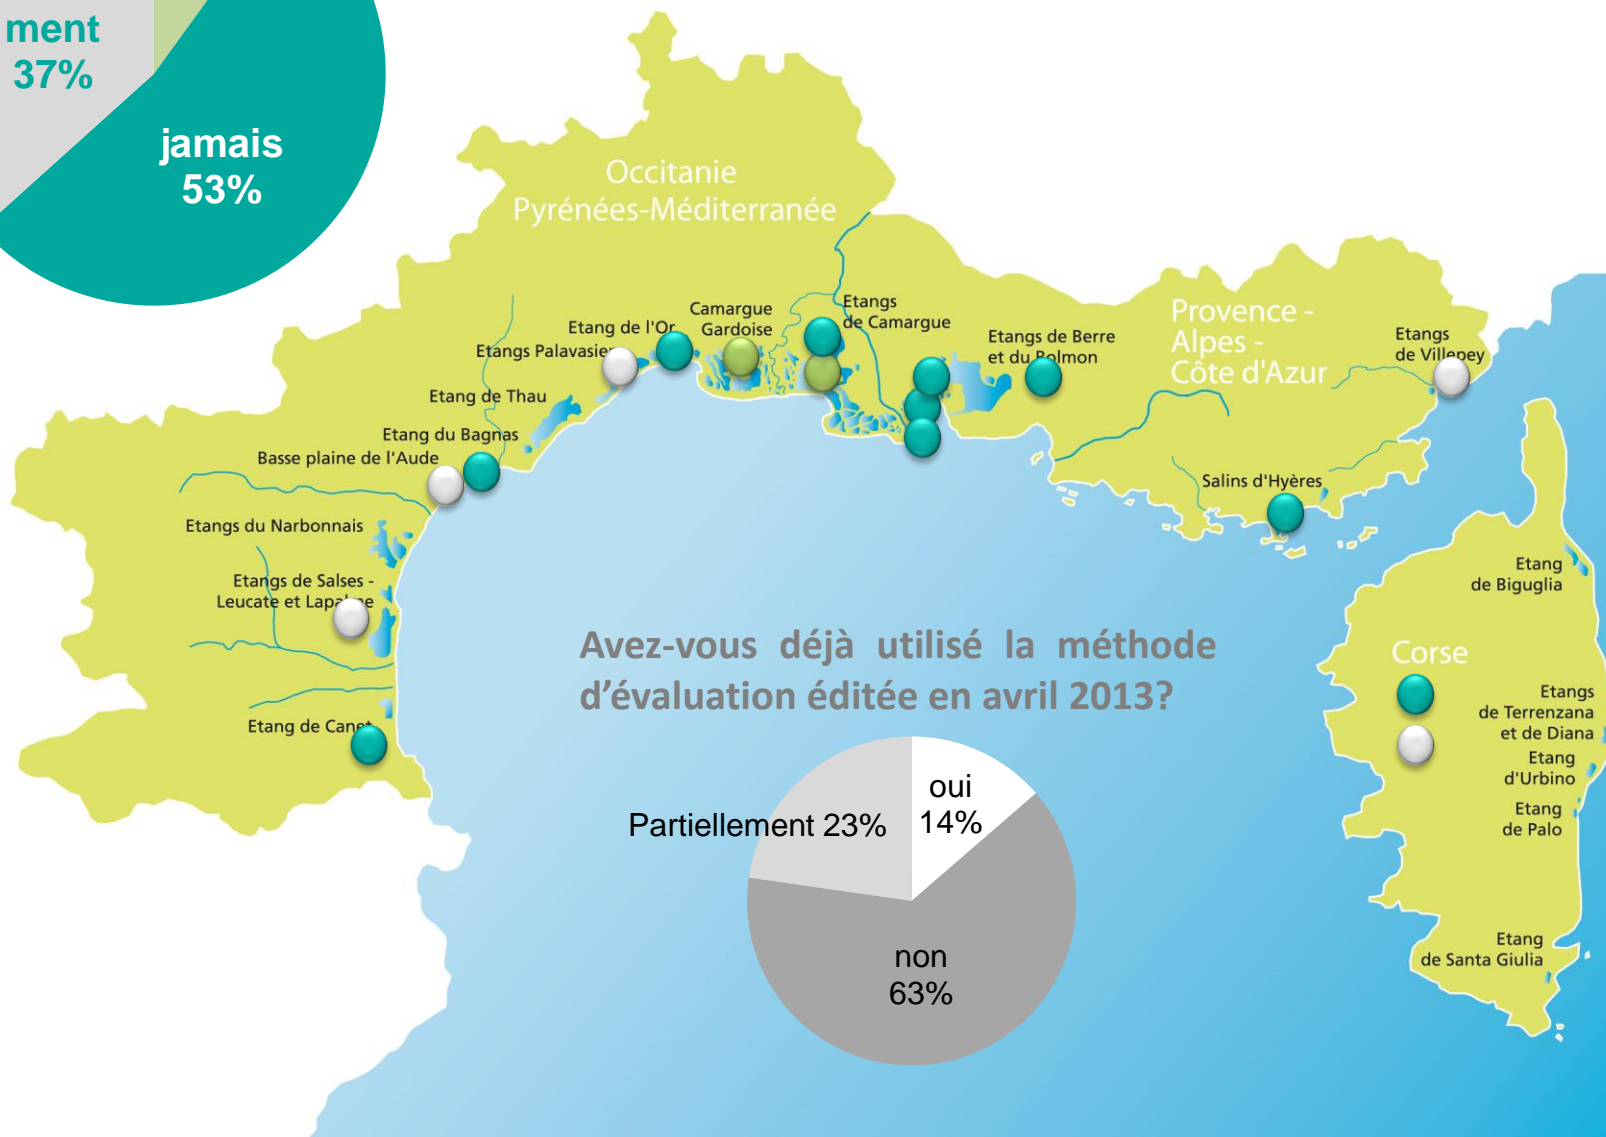 ment
37%
jamais
53%
Occitanie
Pyrénées-Méditerranée
Provence -
Alpes -
Côte d'Azur
Corse
Camargue
Gardoise
Etangs
de Camargue
Etang de l'Or
Etangs Palavasie
Etangs de Berre
et du Bolmon
Etangs
de Villepey
Etang de Thau
Etang du Bagnas
Basse plaine de l'Aude
Salins d'Hyères
Etangs du Narbonnais
Etangs de Salses -
Leucate et Lapalme
Etang de Canet
Etang
de Biguglia
Etangs
de Terrenzana
et de Diana
Etang
d'Urbino
Etang
de Palo
Etang
de Santa Giulia
Avez-vous déjà utilisé la méthode
d'évaluation éditée en avril 2013?
oui
14%
Partiellement 23%
non
63%